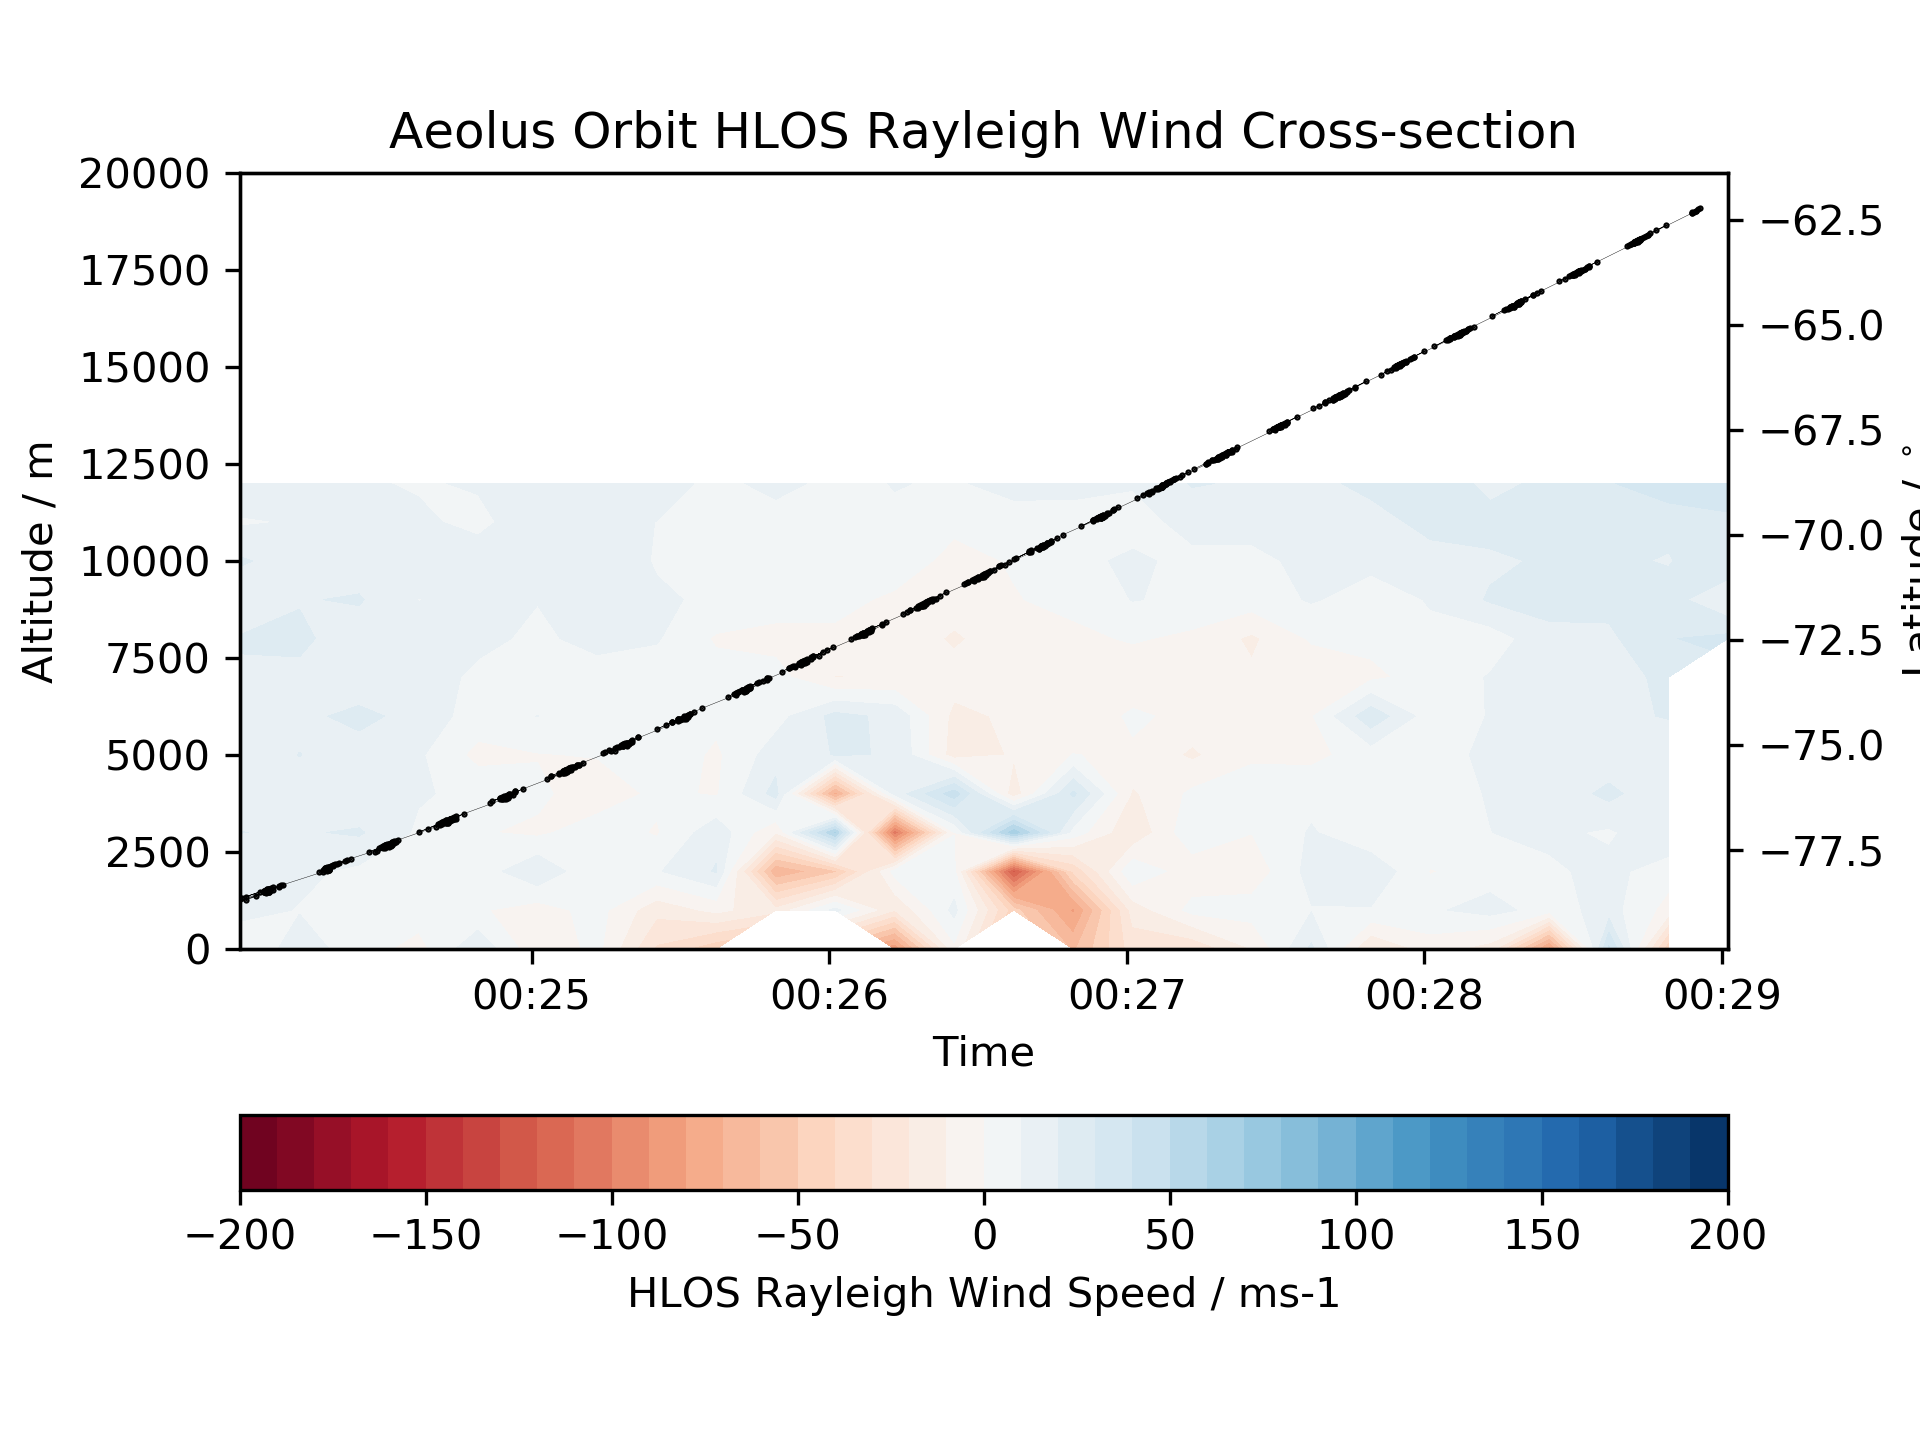 Aeolus Orbit HLOS Rayleigh Wind Cross-section
20000
17500
15000
12500
10000
7500
5000
2500
0
Altitude / m
−62.5
−65.0
−67.5
−70.0
−72.5
−75.0
−77.5
Latitude / °
00:25 00:26 00:27 00:28 00:29
Time
−200 −150 −100 −50 0 50 100 150 200
HLOS Rayleigh Wind Speed / ms-1